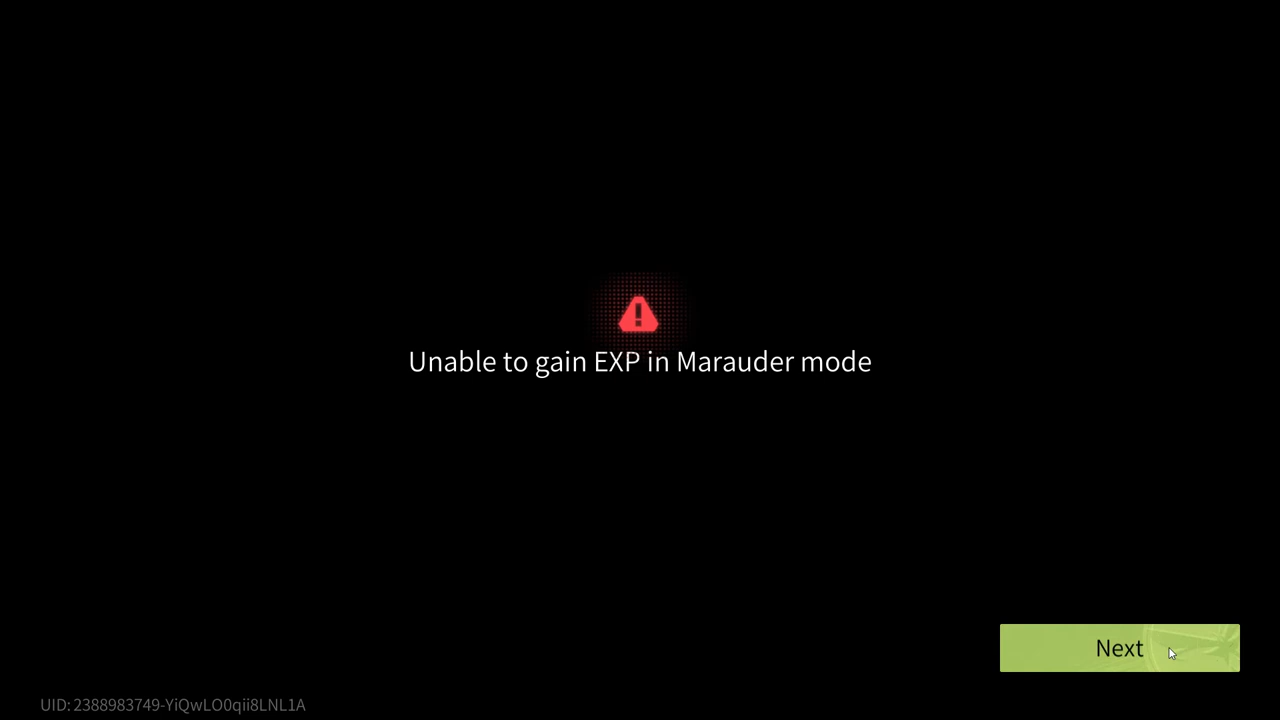 Unable to gain EXP in Marauder mode
Next
UID: 2388983749-YiQwLO0qii8LNL1A